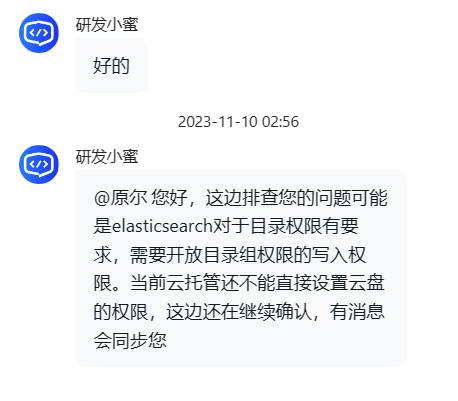 研发小蜜
好的
2023-11-10 02:56
研发小蜜
@原尔 您好，这边排查您的问题可能
是elasticsearch对于目录权限有要
求，需要开放目录组权限的写入权
限。当前云托管还不能直接设置云盘
的权限，这边还在继续确认，有消息
会同步您